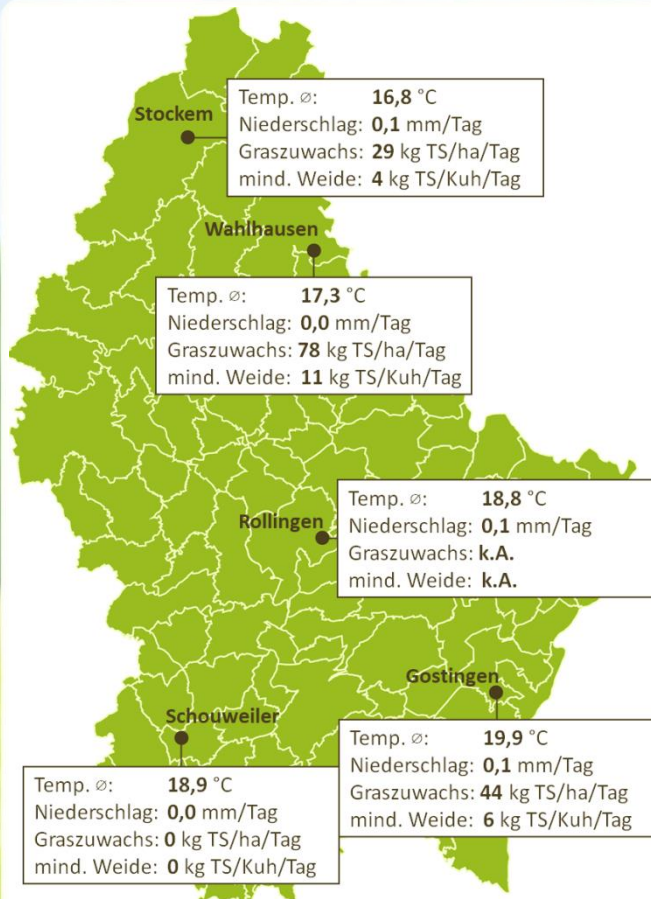 Stockem
Temp. ⌀: 16,8 °C
Niederschlag: 0,1 mm/Tag
Graszuwachs: 29 kg TS/ha/Tag
mind. Weide: 4 kg TS/Kuh/Tag
Wahlhausen
Temp. ⌀: 17,3 °C
Niederschlag: 0,0 mm/Tag
Graszuwachs: 78 kg TS/ha/Tag
mind. Weide: 11 kg TS/Kuh/Tag
Rollingen
Temp. ⌀: 18,8 °C
Niederschlag: 0,1 mm/Tag
Graszuwachs: k.A.
mind. Weide: k.A.
Gostingen
Temp. ⌀: 19,9 °C
Niederschlag: 0,1 mm/Tag
Graszuwachs: 44 kg TS/ha/Tag
mind. Weide: 6 kg TS/Kuh/Tag
Schouweiler
Temp. ⌀: 18,9 °C
Niederschlag: 0,0 mm/Tag
Graszuwachs: 0 kg TS/ha/Tag
mind. Weide: 0 kg TS/Kuh/Tag